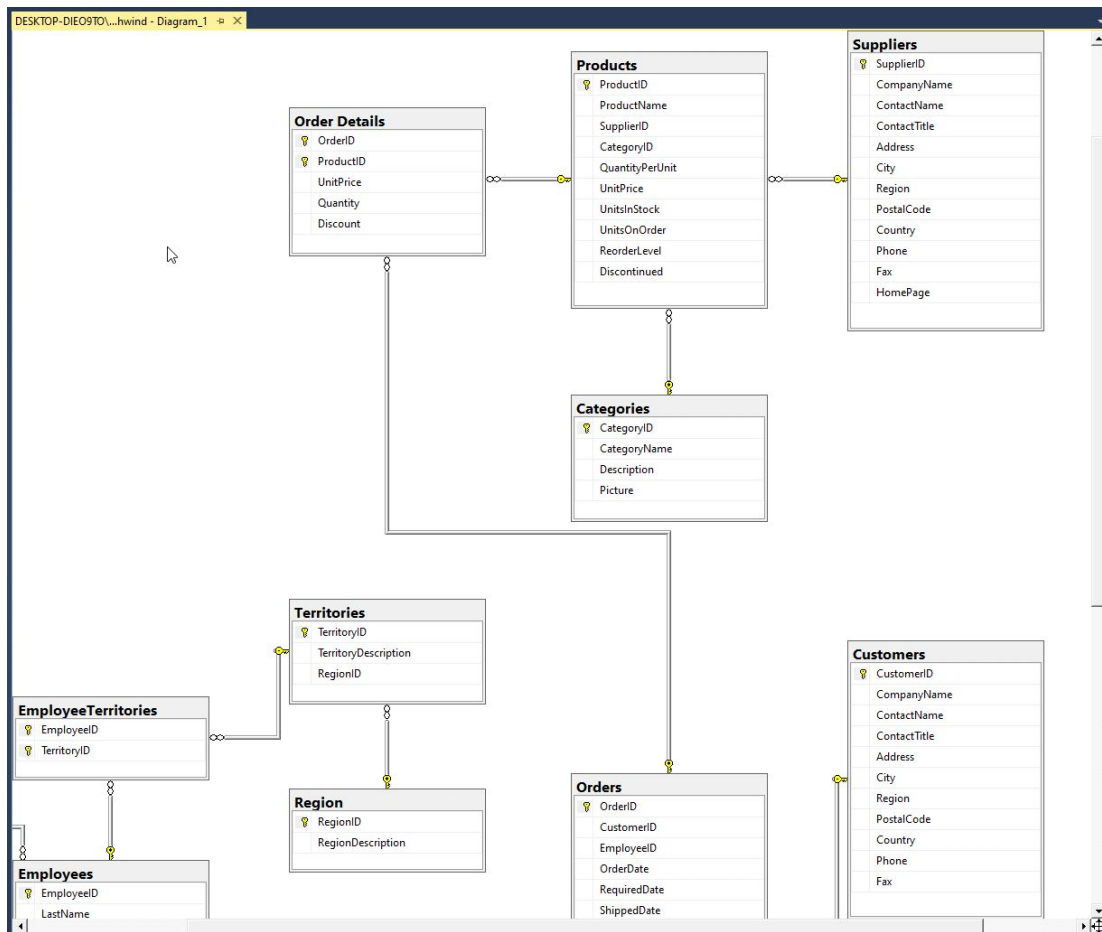 DESKTOP-DIEO9TO\...hwind - Diagram_1
Order Details
OrderID
ProductID
UnitPrice
Quantity
Discount
Products
ProductID
ProductName
SupplierID
CategoryID
QuantityPerUnit
UnitPrice
UnitsInStock
UnitsOnOrder
ReorderLevel
Discontinued
Suppliers
SupplierID
CompanyName
ContactName
ContactTitle
Address
City
Region
PostalCode
Country
Phone
Fax
HomePage
Categories
CategoryID
CategoryName
Description
Picture
Territories
TerritoryID
TerritoryDescription
RegionID
EmployeeTerritories
EmployeeID
TerritoryID
Region
RegionID
RegionDescription
Employees
EmployeeID
LastName
Orders
OrderID
CustomerID
EmployeeID
OrderDate
RequiredDate
ShippedDate
Customers
CustomerID
CompanyName
ContactName
ContactTitle
Address
City
Region
PostalCode
Country
Phone
Fax